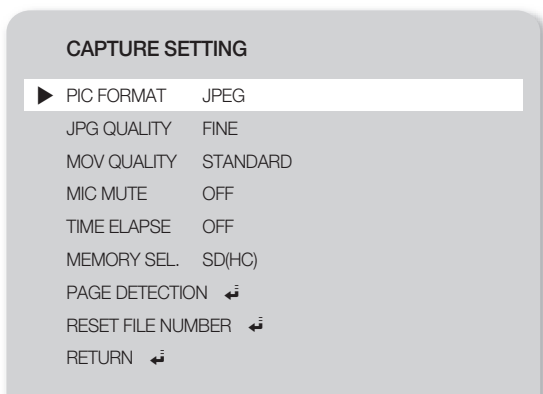 CAPTURE SETTING
PIC FORMAT JPEG
JPG QUALITY FINE
MOV QUALITY STANDARD
MIC MUTE OFF
TIME ELAPSE OFF
MEMORY SEL. SD(HC)
PAGE DETECTION
RESET FILE NUMBER
RETURN